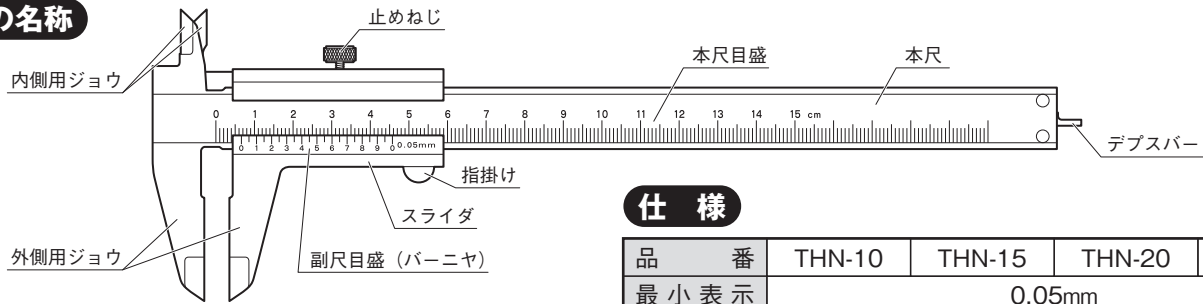 の名称
止めねじ
内側用ジョウ
本尺目盛
本尺
0 1 2 3 4 5 6 7 8 9 10 11 12 13 14 15 cm
0 1 2 3 4 5 6 7 8 9 0 0.05mm
デプスバー
指掛け
スライダ
外側用ジョウ
副尺目盛（バーニヤ）
仕 様
品 番 THN-10 THN-15 THN-20
最小表示 0.05mm